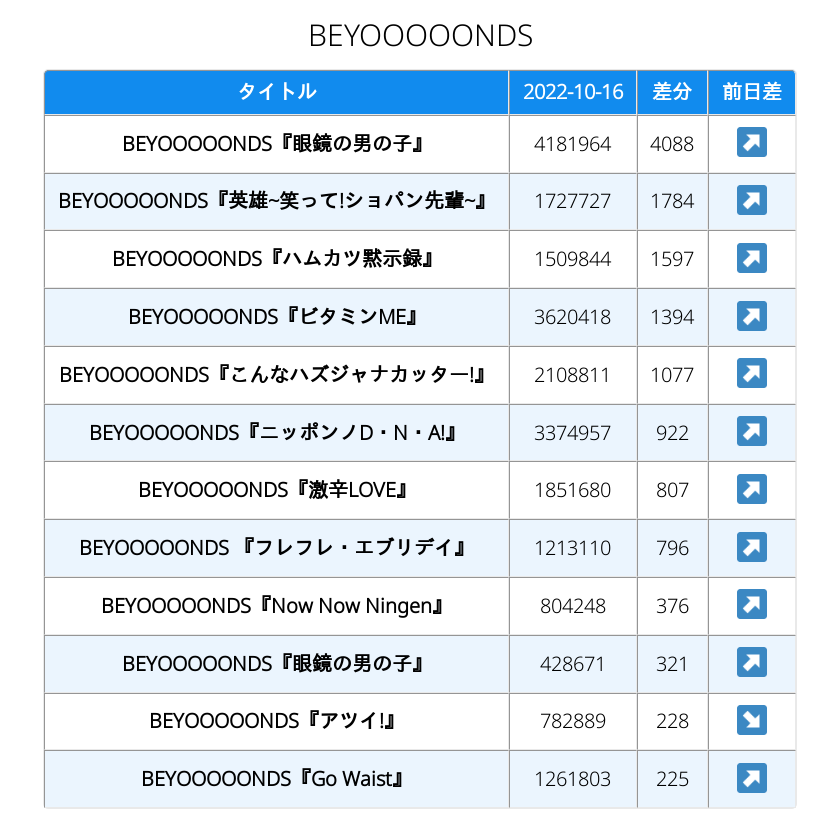 BEYOOOOONDS
タイトル 2022-10-16 差分 前日差
BEYOOOOONDS『眼鏡の男の子』 4181964 4088 ↗
BEYOOOOONDS『英雄~笑って!ショパン先輩~』 1727727 1784 ↗
BEYOOOOONDS『ハムカツ黙示録』 1509844 1597 ↗
BEYOOOOONDS『ビタミンME』 3620418 1394 ↗
BEYOOOOONDS『こんなハズジャナカッター!』 2108811 1077 ↗
BEYOOOOONDS『ニッポンノD・N・A!』 3374957 922 ↗
BEYOOOOONDS『激辛LOVE』 1851680 807 ↗
BEYOOOOONDS 『フレフレ・エブリデイ』 1213110 796 ↗
BEYOOOOONDS『Now Now Ningen』 804248 376 ↗
BEYOOOOONDS『眼鏡の男の子』 428671 321 ↗
BEYOOOOONDS『アツイ!』 782889 228 ↘
BEYOOOOONDS『Go Waist』 1261803 225 ↗